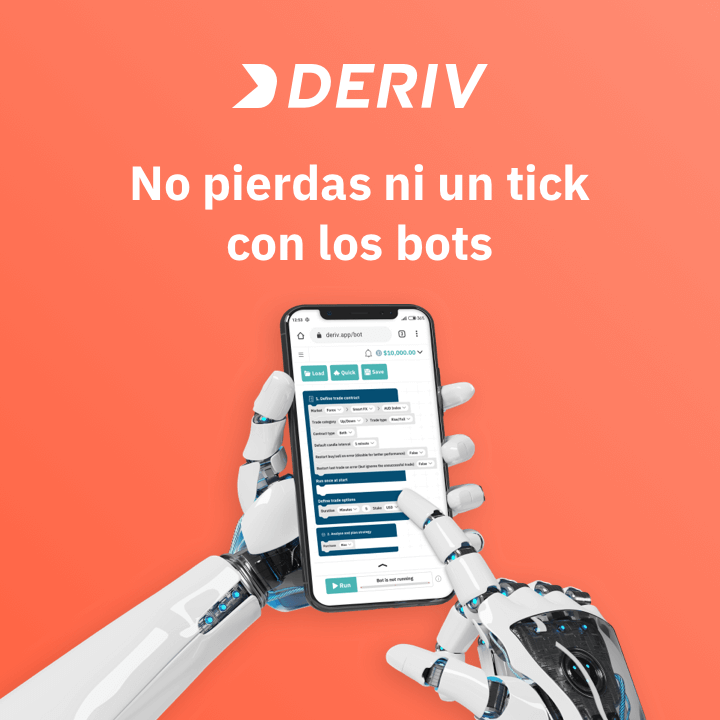 DERIV
No pierdas ni un tick
con los bots
12:53
deriv.app/bot
$10,000.00
Load Quick Save
1. Define trade contract
Market Forex > Smart FX > AUD Index
Trade category Up/Down > Trade type Rise/Fall
Contract type Both
Default candle interval 1 minute
Restart buy/sell on error (disable for better performance) False
Restart last trade on error (bot ignores the unsuccessful trade) False
Run once at start
Define trade options
Duration Minutes Stake USD
2. Analyse and plan strategy
Purchase Rise
Run Bot is not running